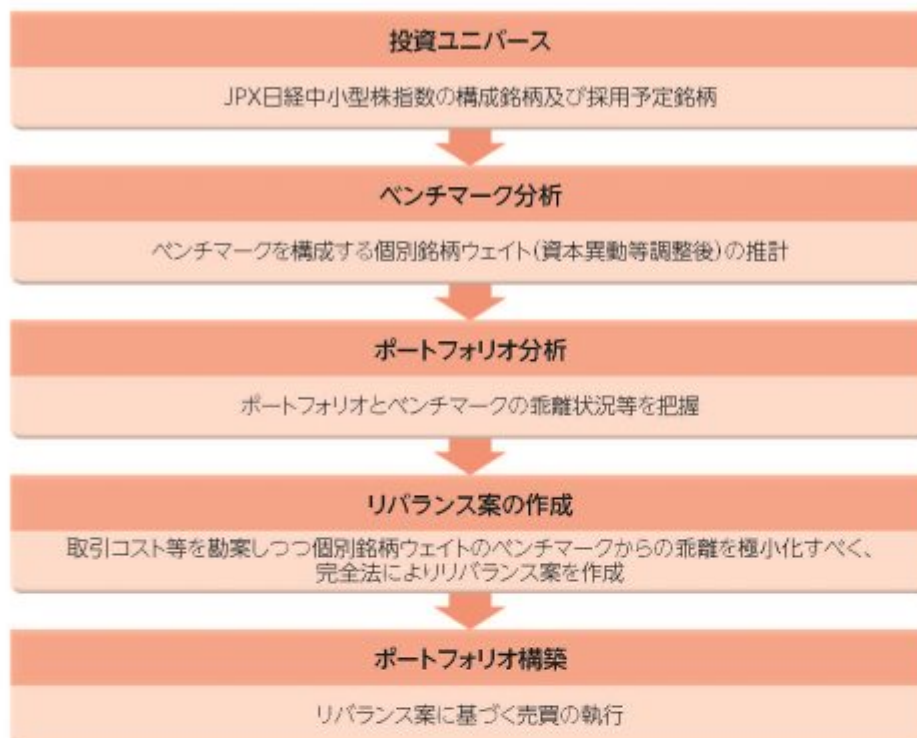 投資ユニバース
JPX日経中小型株指数の構成銘柄及び採用予定銘柄
ベンチマーク分析
ベンチマークを構成する個別銘柄ウェイト(資本異動等調整後)の推計
ポートフォリオ分析
ポートフォリオとベンチマークの乖離状況等を把握
リバランス案の作成
取引コスト等を勘案しつつ個別銘柄ウェイトのベンチマークからの乖離を極小化すべく、
完全法によりリバランス案を作成
ポートフォリオ構築
リバランス案に基づく売買の執行